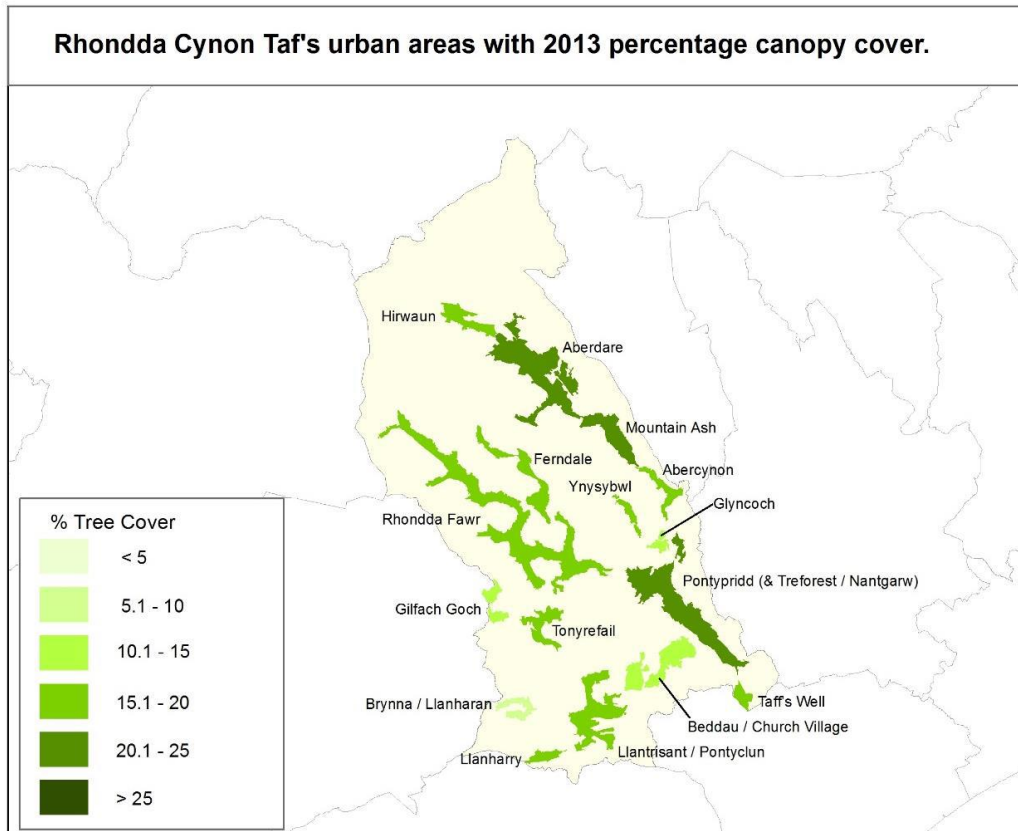 Rhondda Cynon Taf's urban areas with 2013 percentage canopy cover.
Hirwaun
Aberdare
Mountain Ash
Ferndale
Abercynon
Ynysybwl
Glyncoch
Rhondda Fawr
Pontypridd (& Treforest / Nantgarw)
Gilfach Goch
Tonyrefail
Brynna / Llanharan
Taff's Well
Beddau / Church Village
Llanharry
Llantrisant / Pontyclun
% Tree Cover
< 5
5.1 - 10
10.1 - 15
15.1 - 20
20.1 - 25
> 25